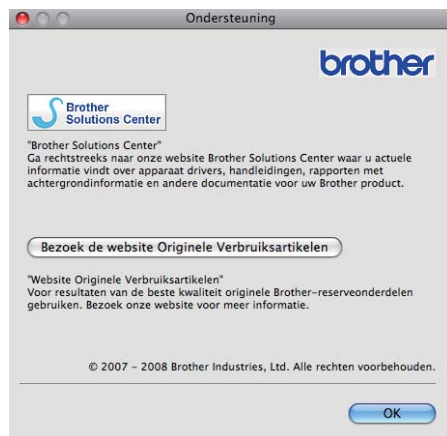 Ondersteuning
brother
Brother
Solutions Center
"Brother Solutions Center"
Ga rechtstreeks naar onze website Brother Solutions Center waar u actuele
informatie vindt over apparaat drivers, handleidingen, rapporten met
achtergrondinformatie en andere documentatie voor uw Brother product.
Bezoek de website Originele Verbruiksartikelen
"Website Originele Verbruiksartikelen"
Voor resultaten van de beste kwaliteit originele Brother-reserveonderdelen
gebruiken. Bezoek onze website voor meer informatie.
© 2007 - 2008 Brother Industries, Ltd. Alle rechten voorbehouden.
OK